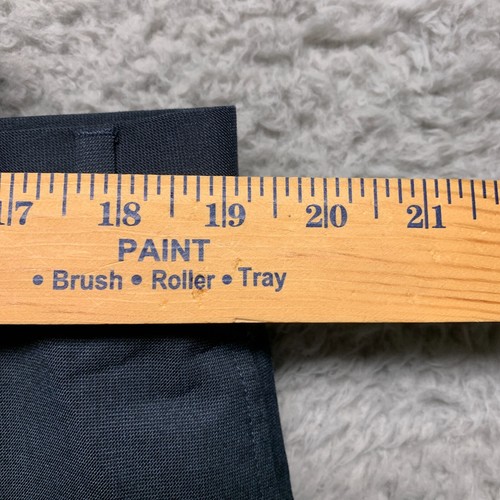 17 18 19 20 21
PAINT
• Brush • Roller • Tray